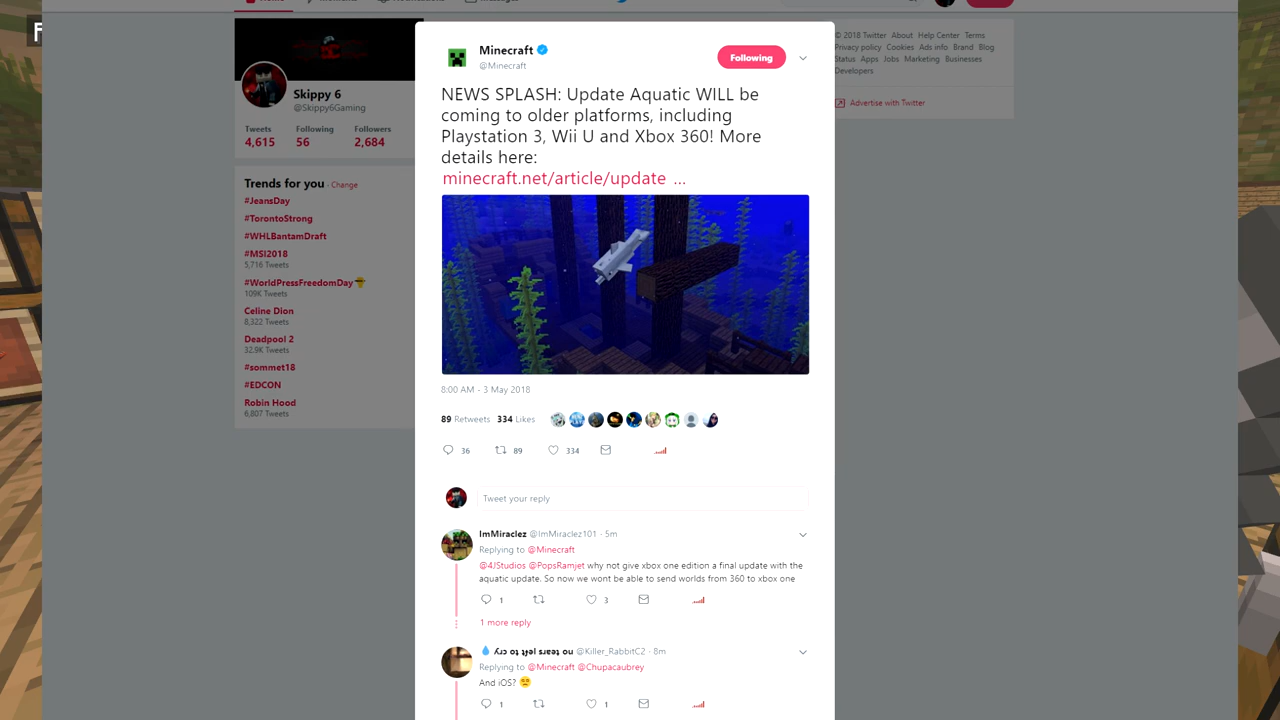 Skippy 6
@Skippy6Gaming
Tweets Following Followers
4,615 56 2,684
Trends for you · Change
#JeansDay
#TorontoStrong
#WHLBantamDraft
#MSI2018
5,716 Tweets
#WorldPressFreedomDay
109K Tweets
Celine Dion
8,322 Tweets
Deadpool 2
32.9K Tweets
#sommet18
#EDCON
Robin Hood
6,807 Tweets
Minecraft
@Minecraft
Following
NEWS SPLASH: Update Aquatic WILL be
coming to older platforms, including
Playstation 3, Wii U and Xbox 360! More
details here:
minecraft.net/article/update ...
8:00 AM - 3 May 2018
89 Retweets 334 Likes
36 89 334
Tweet your reply
ImMiraclez @ImMiraclez101 · 5m
Replying to @Minecraft
@4JStudios @PopsRamjet why not give xbox one edition a final update with the
aquatic update. So now we wont be able to send worlds from 360 to xbox one
1 3
1 more reply
ʎɹɔ oʇ ʇɟǝl sɹɐǝʇ ou @Killer_RabbitC2 · 8m
Replying to @Minecraft @Chupacaubrey
And iOS?
1 1
© 2018 Twitter About Help Center Terms
Privacy policy Cookies Ads info Brand Blog
Status Apps Jobs Marketing Businesses
Developers
Advertise with Twitter